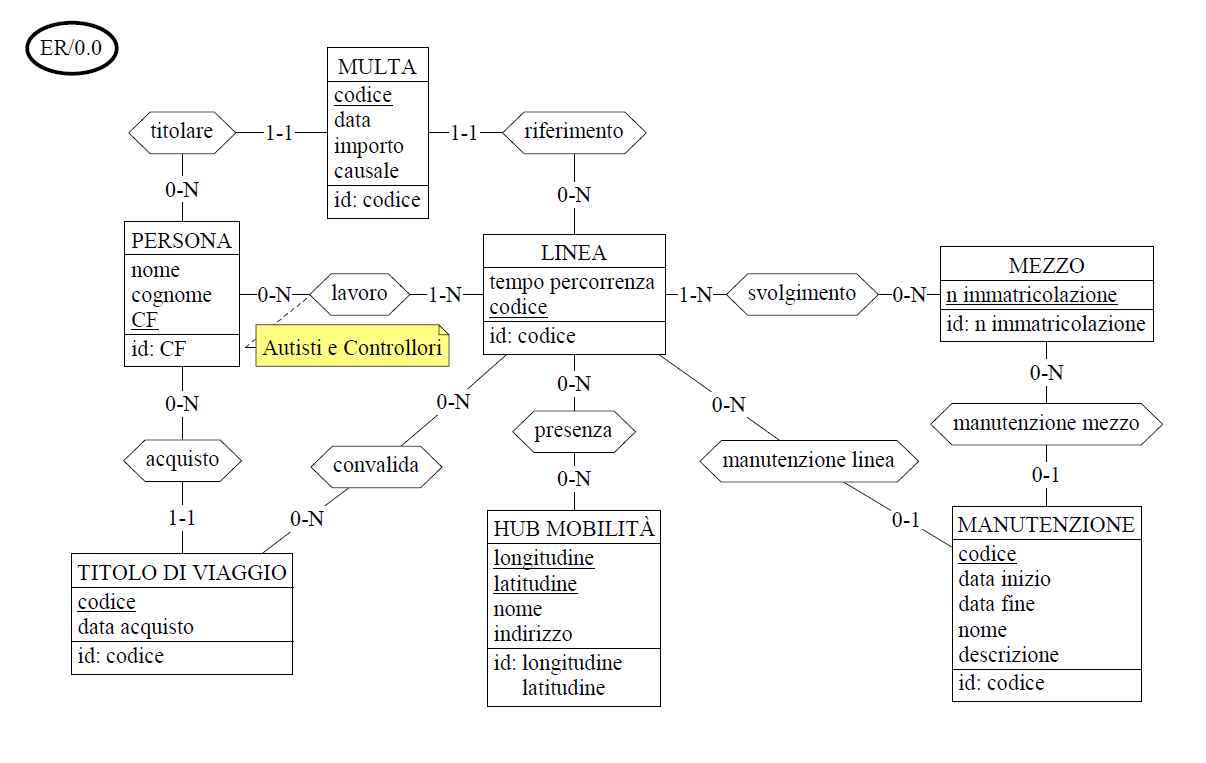 ER/0.0
MULTA
codice
data
importo
causale
id: codice
titolare
1-1
1-1
riferimento
0-N
0-N
PERSONA
nome
cognome
CF
id: CF
0-N
lavoro
1-N
Autisti e Controllori
LINEA
tempo percorrenza
codice
id: codice
1-N
svolgimento
0-N
MEZZO
n immatricolazione
id: n immatricolazione
0-N
acquisto
1-1
0-N
convalida
0-N
0-N
presenza
0-N
0-N
manutenzione linea
0-1
0-N
manutenzione mezzo
0-1
TITOLO DI VIAGGIO
codice
data acquisto
id: codice
HUB MOBILITÀ
longitudine
latitudine
nome
indirizzo
id: longitudine
latitudine
MANUTENZIONE
codice
data inizio
data fine
nome
descrizione
id: codice